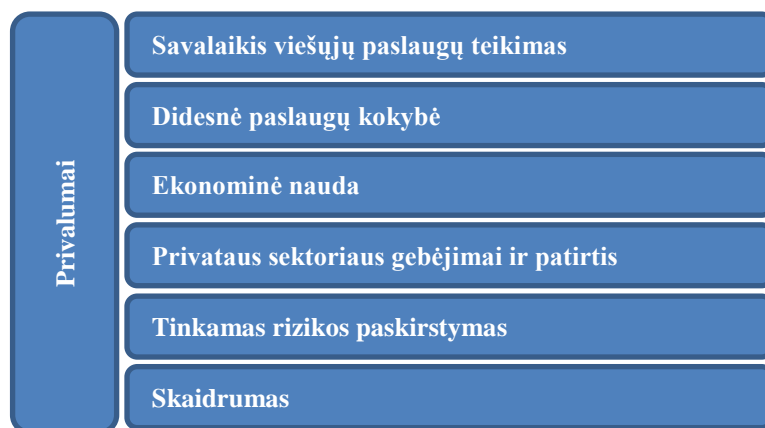 Privalumai
Savalaikis viešųjų paslaugų teikimas
Didesnė paslaugų kokybė
Ekonominė nauda
Privataus sektoriaus gebėjimai ir patirtis
Tinkamas rizikos paskirstymas
Skaidrumas